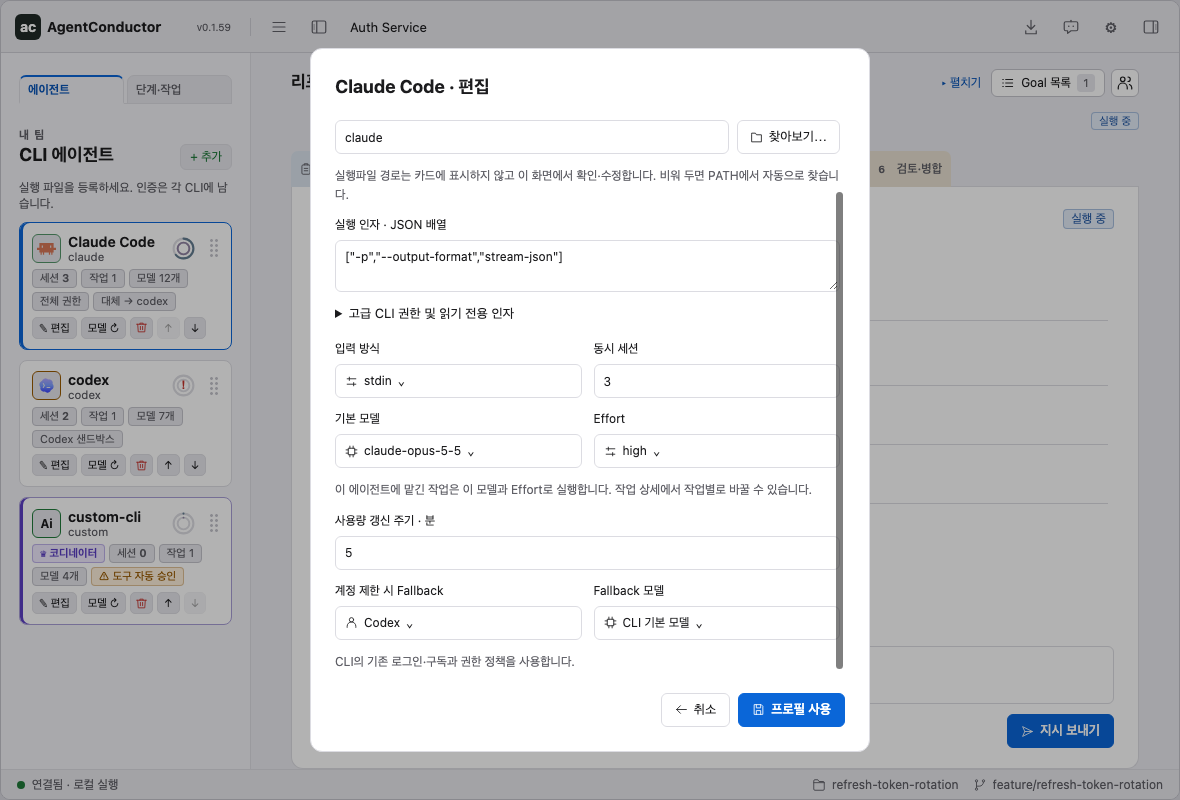 ac AgentConductor v0.1.59 Auth Service
에이전트 단계·작업
내 팀
CLI 에이전트
+ 추가
실행 파일을 등록하세요. 인증은 각 CLI에 남
습니다.
Claude Code
claude
세션 3 작업 1 모델 12개
전체 권한 대체 → codex
편집 모델
codex
codex
세션 2 작업 1 모델 7개
Codex 샌드박스
편집 모델
Ai custom-cli
custom
코디네이터 세션 0 작업 1
모델 4개 도구 자동 승인
편집 모델
펼치기 Goal 목록 1
실행 중
6 검토·병합
실행 중
Claude Code · 편집
claude
찾아보기…
실행파일 경로는 카드에 표시하지 않고 이 화면에서 확인·수정합니다. 비워 두면 PATH에서 자동으로 찾습니
다.
실행 인자 · JSON 배열
["-p","--output-format","stream-json"]
고급 CLI 권한 및 읽기 전용 인자
입력 방식 동시 세션
stdin 3
기본 모델 Effort
claude-opus-5-5 high
이 에이전트에 맡긴 작업은 이 모델과 Effort로 실행합니다. 작업 상세에서 작업별로 바꿀 수 있습니다.
사용량 갱신 주기 · 분
5
계정 제한 시 Fallback Fallback 모델
Codex CLI 기본 모델
CLI의 기존 로그인·구독과 권한 정책을 사용합니다.
취소 프로필 사용
지시 보내기
연결됨 · 로컬 실행 refresh-token-rotation feature/refresh-token-rotation